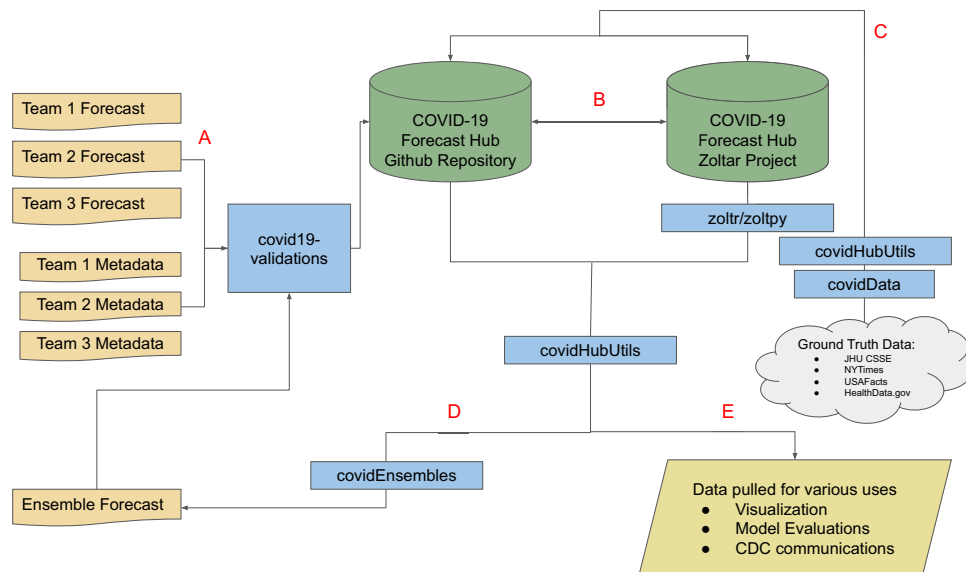 C
A
B
COVID-19
Forecast Hub
Github Repository
COVID-19
Forecast Hub
Zoltar Project
Team 1 Forecast
Team 2 Forecast
Team 3 Forecast
Team 1 Metadata
Team 2 Metadata
Team 3 Metadata
covid19-
validations
zoltr/zoltpy
covidHubUtils
covidData
Ground Truth Data:
● JHU CSSE
● NYTimes
● USAFacts
● HealthData.gov
covidHubUtils
D
E
covidEnsembles
Ensemble Forecast
Data pulled for various uses
● Visualization
● Model Evaluations
● CDC communications